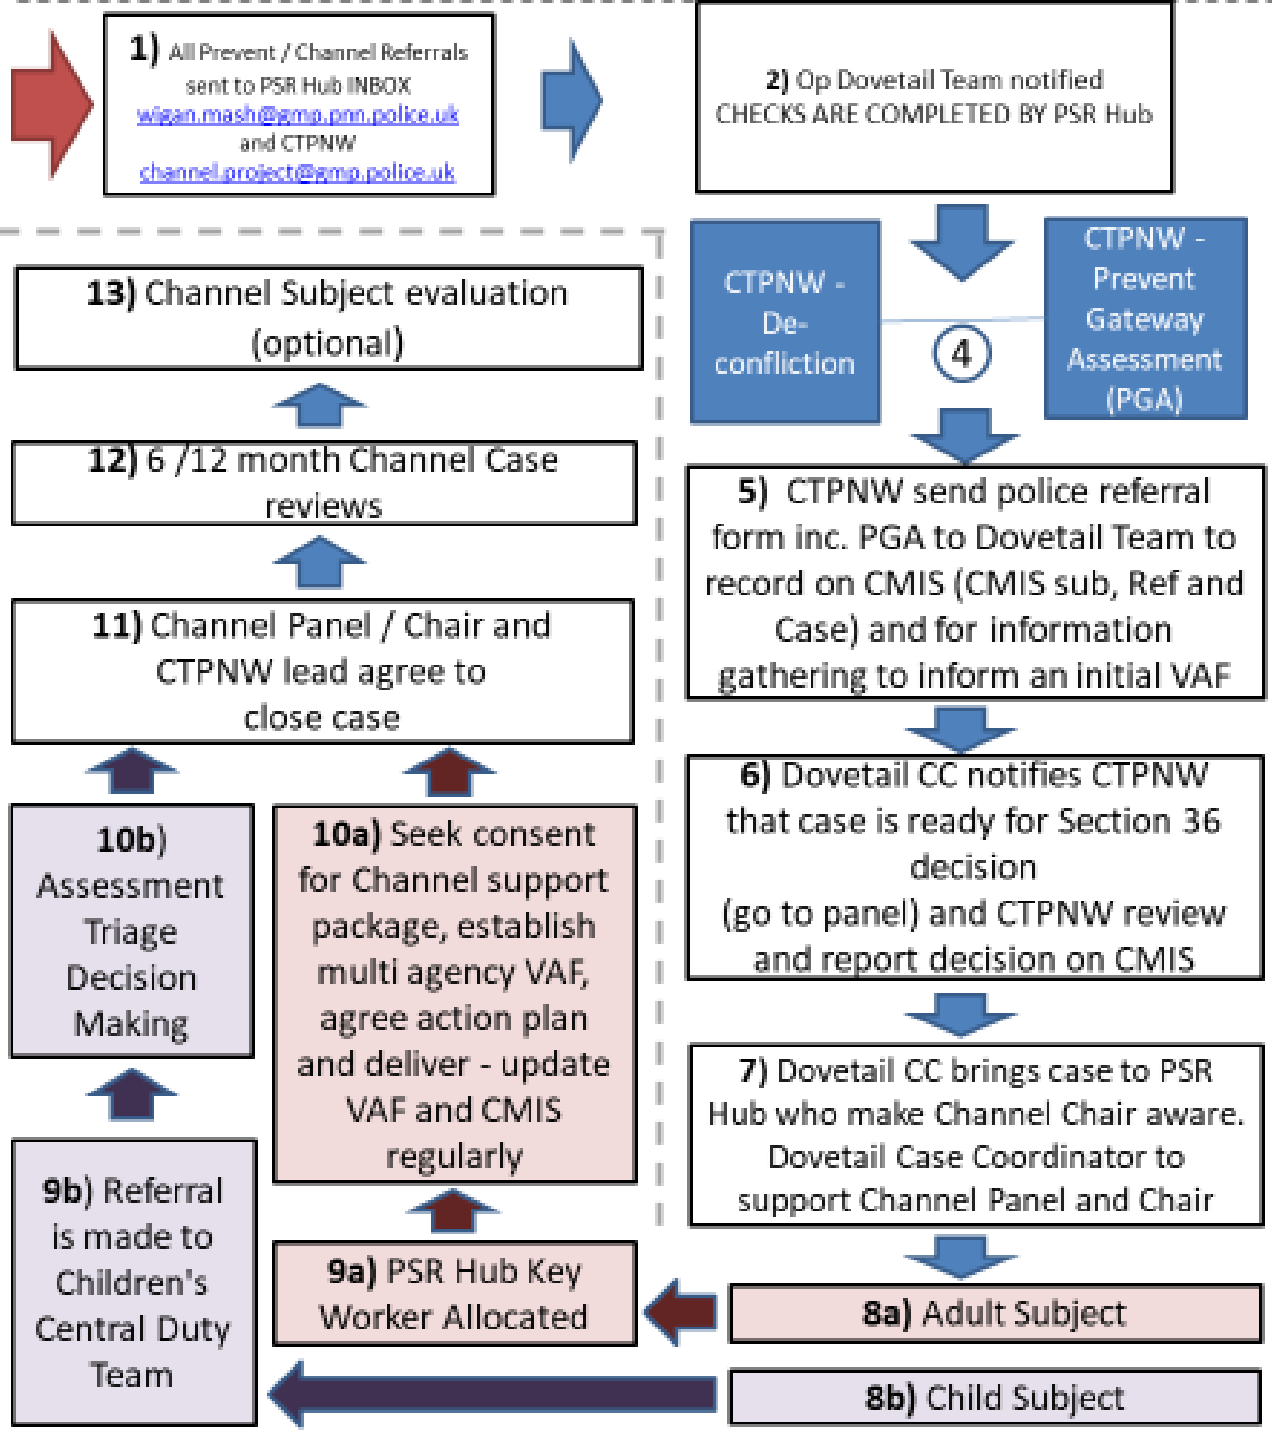 1) All Prevent / Channel Referrals
sent to PSR Hub INBOX
wigan.mash@gmp.pnn.police.uk
and CTPNW
channel.project@gmp.police.uk
2) Op Dovetail Team notified
CHECKS ARE COMPLETED BY PSR Hub
CTPNW -
De-
confliction
4
CTPNW -
Prevent
Gateway
Assessment
(PGA)
5) CTPNW send police referral
form inc. PGA to Dovetail Team to
record on CMIS (CMIS sub, Ref and
Case) and for information
gathering to inform an initial VAF
6) Dovetail CC notifies CTPNW
that case is ready for Section 36
decision
(go to panel) and CTPNW review
and report decision on CMIS
7) Dovetail CC brings case to PSR
Hub who make Channel Chair aware.
Dovetail Case Coordinator to
support Channel Panel and Chair
8a) Adult Subject
8b) Child Subject
9a) PSR Hub Key
Worker Allocated
9b) Referral
is made to
Children's
Central Duty
Team
10a) Seek consent
for Channel support
package, establish
multi agency VAF,
agree action plan
and deliver - update
VAF and CMIS
regularly
10b)
Assessment
Triage
Decision
Making
11) Channel Panel / Chair and
CTPNW lead agree to
close case
12) 6 /12 month Channel Case
reviews
13) Channel Subject evaluation
(optional)